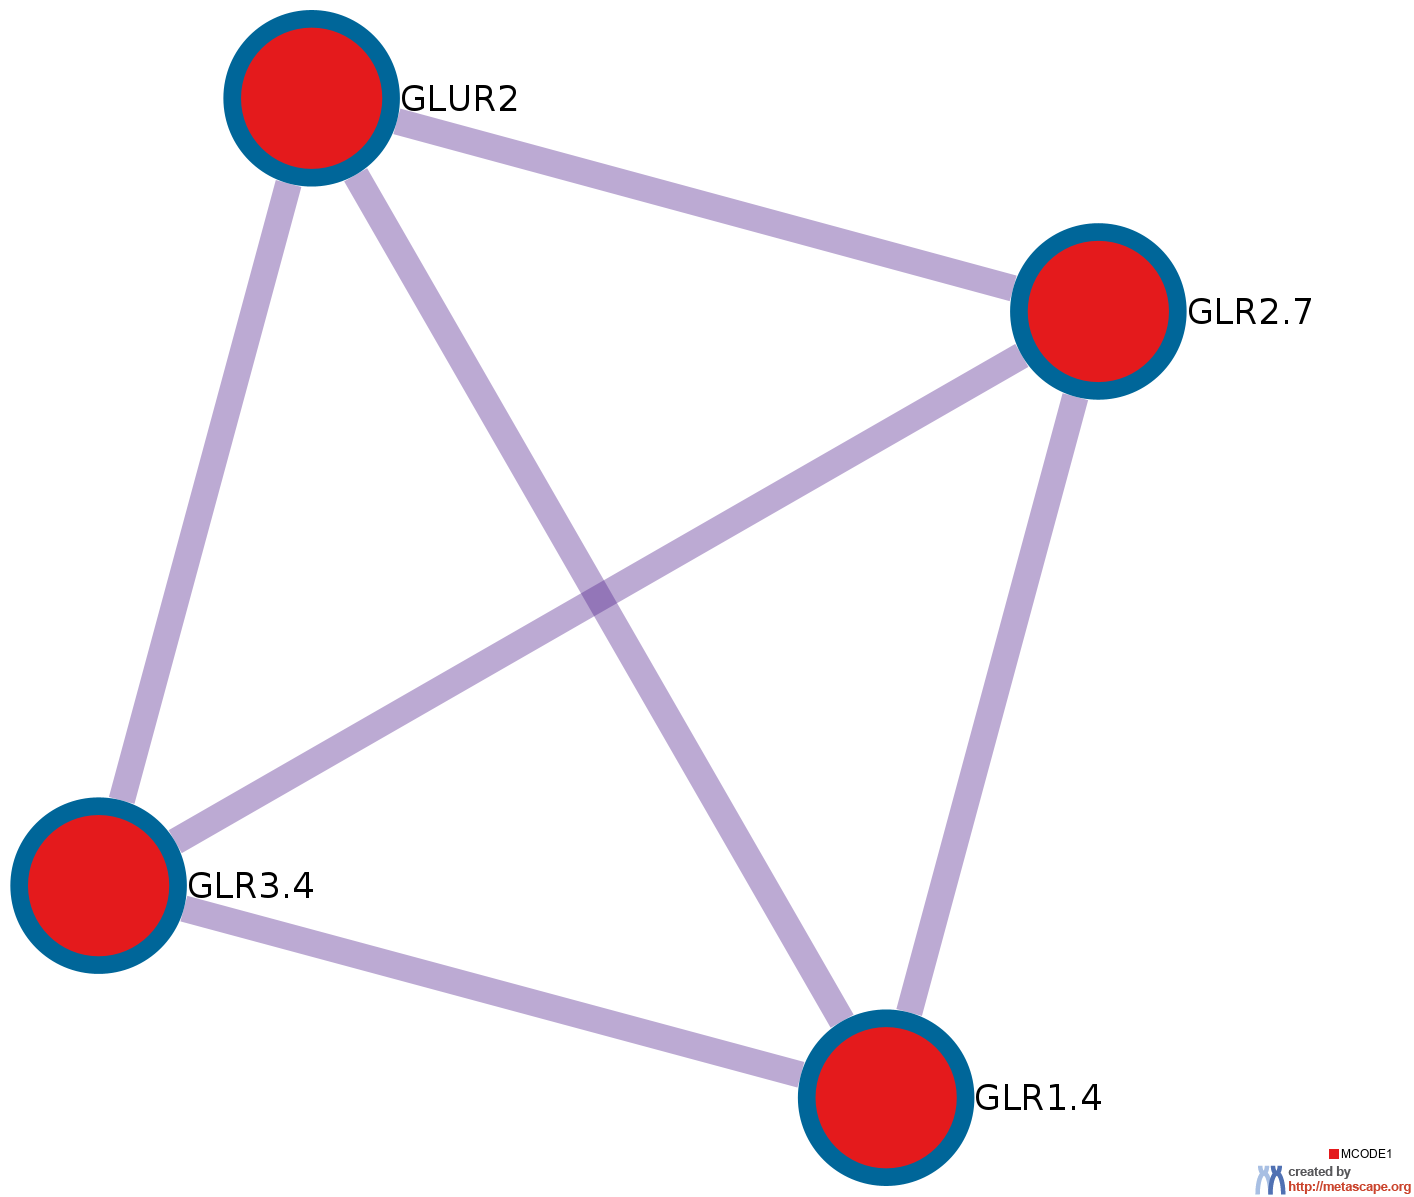 GLUR2
GLR2.7
GLR3.4
GLR1.4
MCODE1
created by
http://metascape.org